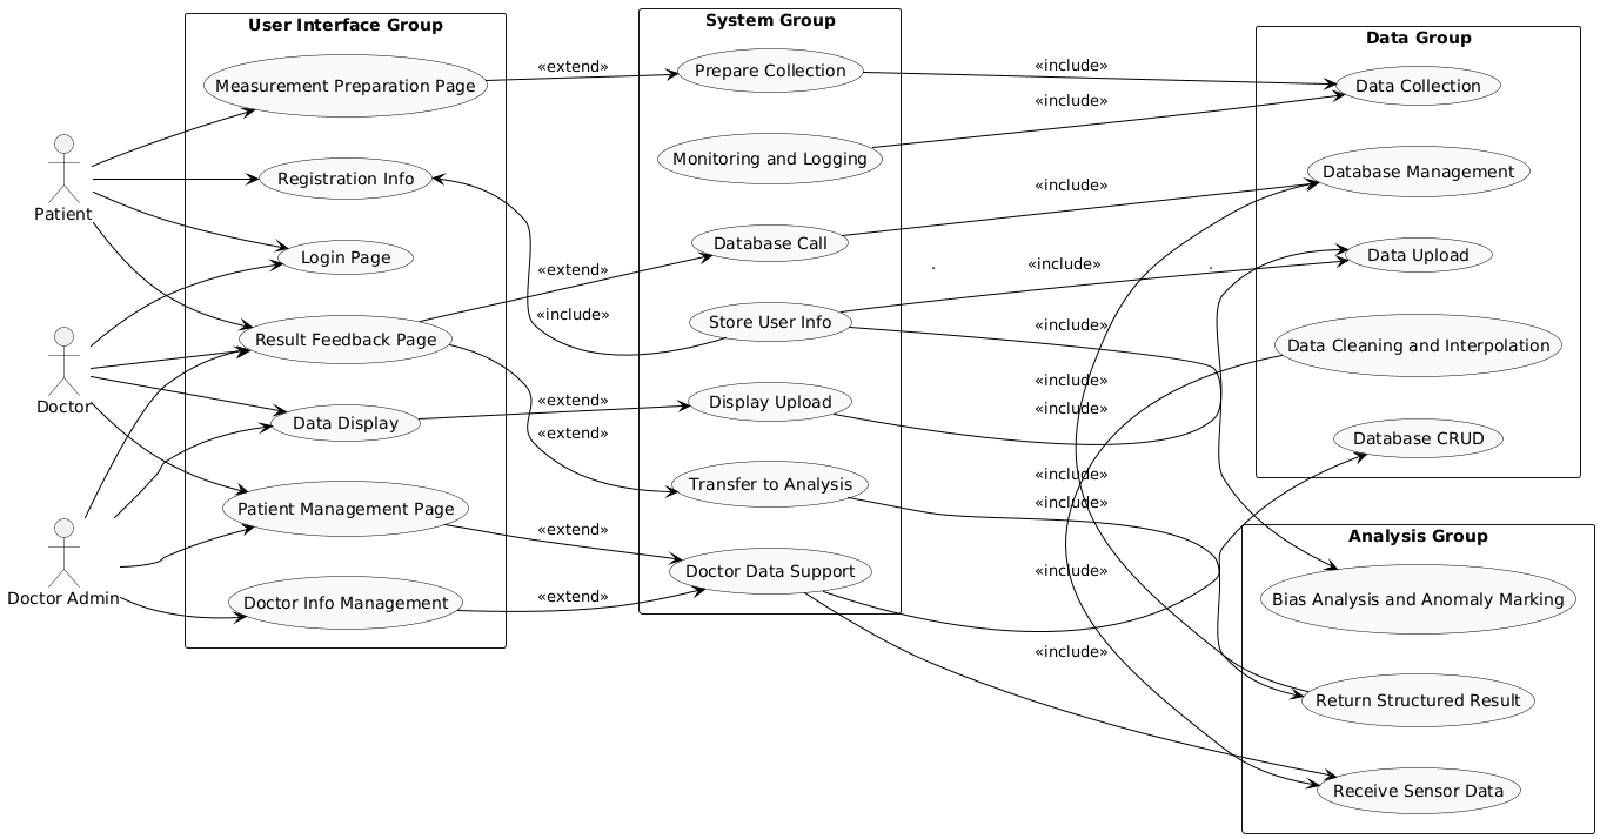 User Interface Group
System Group
Data Group
Measurement Preparation Page
«extend»
Prepare Collection
«include»
Data Collection
«include»
Patient
Registration Info
Monitoring and Logging
Database Management
«include»
Login Page
Database Call
Data Upload
«extend»
«include»
«include»
Doctor
Result Feedback Page
Store User Info
«include»
Data Cleaning and Interpolation
«include»
Data Display
«extend»
Display Upload
«include»
«extend»
Database CRUD
«include»
Transfer to Analysis
«include»
Patient Management Page
«extend»
Analysis Group
Doctor Admin
Doctor Info Management
«extend»
Doctor Data Support
«include»
Bias Analysis and Anomaly Marking
«include»
Return Structured Result
Receive Sensor Data